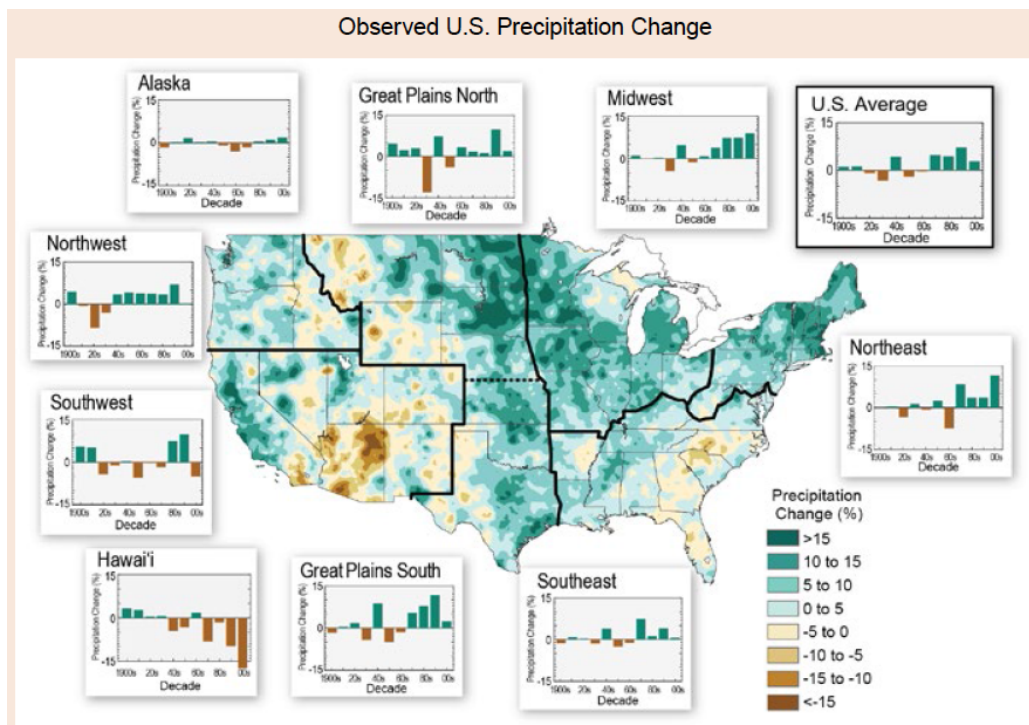 Observed U.S. Precipitation Change
Alaska
Precipitation Change (%)
15
0
-15
1900s 20s 40s 60s 80s 00s
Decade
Great Plains North
Precipitation Change (%)
15
0
-15
1900s 20s 40s 60s 80s 00s
Decade
Midwest
Precipitation Change (%)
15
0
-15
1900s 20s 40s 60s 80s 00s
Decade
U.S. Average
Precipitation Change (%)
15
0
-15
1900s 20s 40s 60s 80s 00s
Decade
Northwest
Precipitation Change (%)
15
0
-15
1900s 20s 40s 60s 80s 00s
Decade
Southwest
Precipitation Change (%)
15
0
-15
1900s 20s 40s 60s 80s 00s
Decade
Northeast
Precipitation Change (%)
15
0
-15
1900s 20s 40s 60s 80s 00s
Decade
Hawai'i
Precipitation Change (%)
15
0
-15
1900s 20s 40s 60s 80s 00s
Decade
Great Plains South
Precipitation Change (%)
15
0
-15
1900s 20s 40s 60s 80s 00s
Decade
Southeast
Precipitation Change (%)
15
0
-15
1900s 20s 40s 60s 80s 00s
Decade
Precipitation
Change (%)
>15
10 to 15
5 to 10
0 to 5
-5 to 0
-10 to -5
-15 to -10
<-15